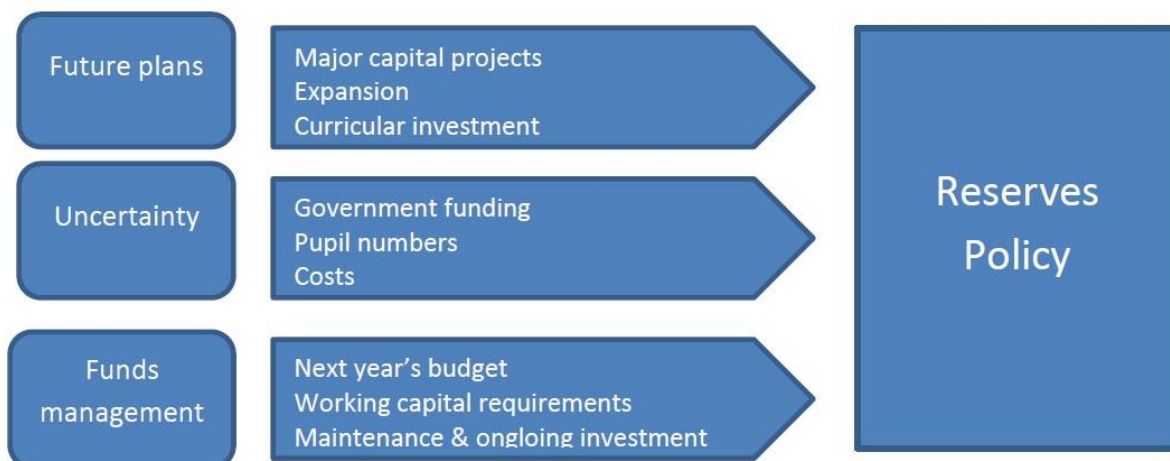 Future plans
Major capital projects
Expansion
Curricular investment
Uncertainty
Government funding
Pupil numbers
Costs
Funds
management
Next year’s budget
Working capital requirements
Maintenance & ongloing investment
Reserves
Policy